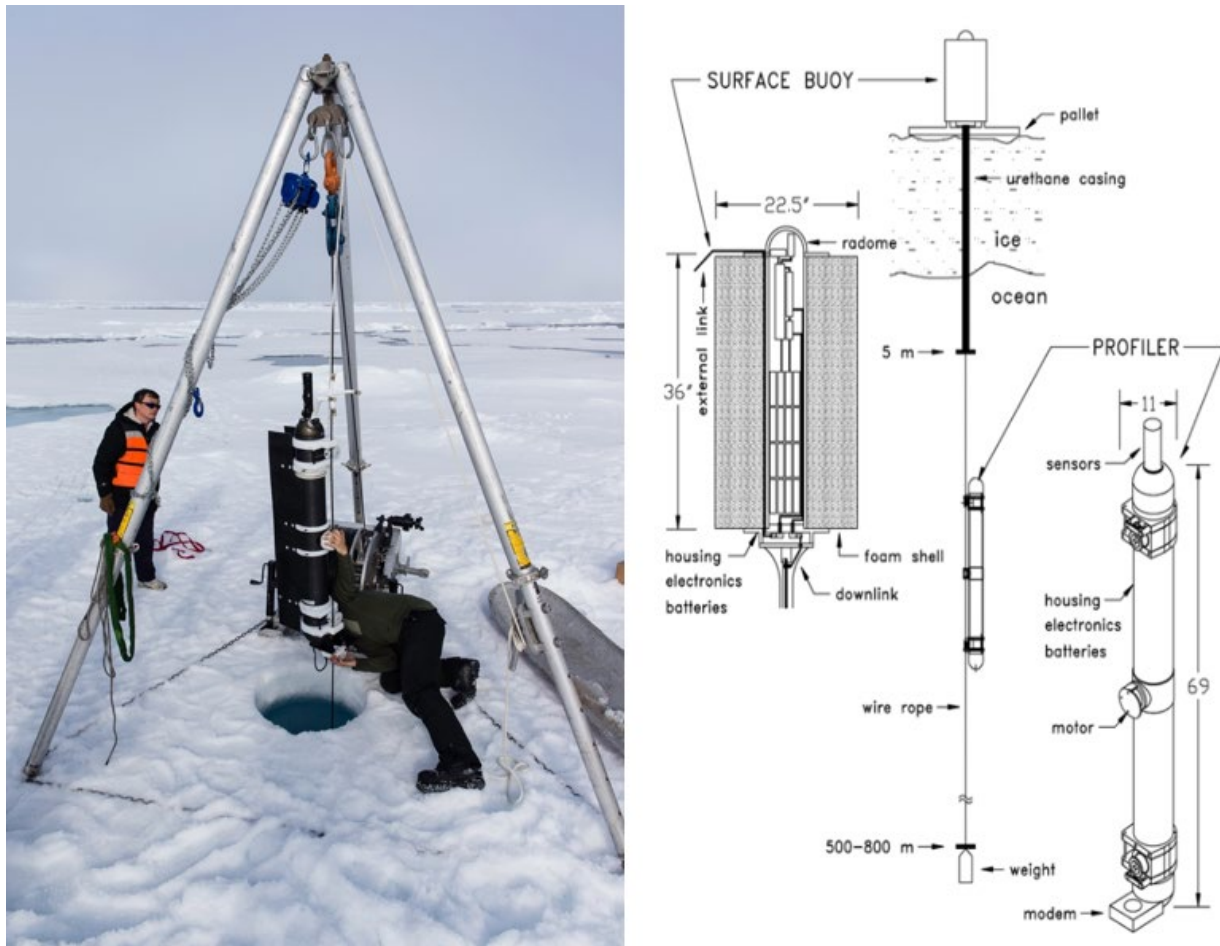 SURFACE BUOY
pallet
urethane casing
22.5"
radome
ice
ocean
external link
36"
5 m
PROFILER
11
sensors
housing
electronics
batteries
foam shell
downlink
housing
electronics
batteries
69
wire rope
motor
500-800 m
weight
modem